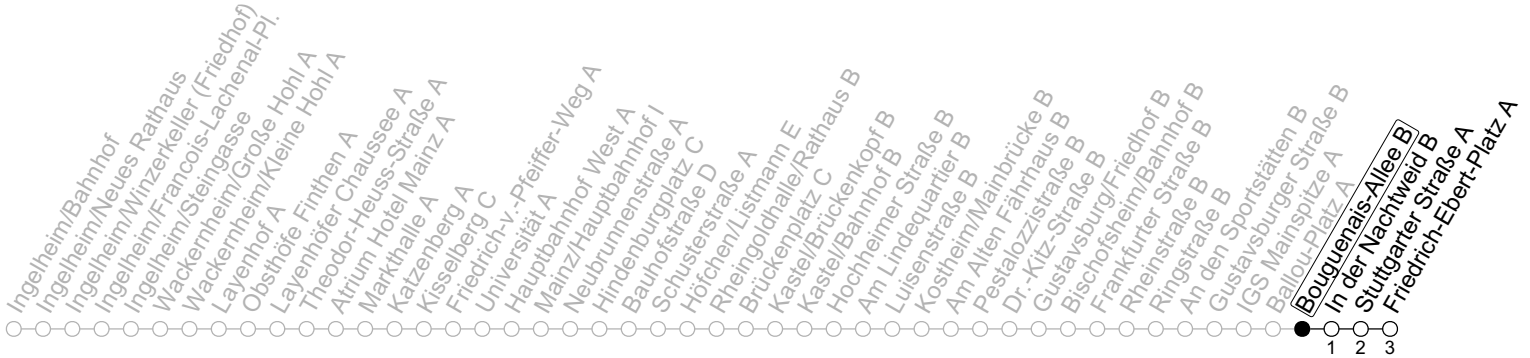 Ingelheim/Bahnhof
Ingelheim/Neues Rathaus
Ingelheim/Winzerkeller (Friedhof)
Ingelheim/Francois-Lachenal-Pl.
Ingelheim/Steingasse
Wackernheim/Große Hohl A
Wackernheim/Kleine Hohl A
Layenhof A
Obsthöfe Finthen A
Layenhöfer Chaussee A
Theodor-Heuss-Straße A
Atrium Hotel Mainz A
Markthalle A
Katzenberg A
Kisselberg C
Friedrich-v.-Pfeiffer-Weg A
Universität A
Hauptbahnhof West A
Mainz/Hauptbahnhof I
Neubrunnenstraße A
Hindenburgplatz C
Bauhofstraße D
Schusterstraße A
Höfchen/Listmann E
Rheingoldhalle/Rathaus B
Brückenplatz C
Kastel/Brückenkopf B
Kastel/Bahnhof B
Hochheimer Straße B
Am Lindequartier B
Luisenstraße B
Kostheim/Mainbrücke B
Am Alten Fährhaus B
Pestalozzistraße B
Dr.-Kitz-Straße B
Gustavsburg/Friedhof B
Bischofsheim/Bahnhof B
Frankfurter Straße B
Rheinstraße B
Ringstraße B
An den Sportstätten B
Gustavsburger Straße B
IGS Mainspitze A
Ballou-Platz A
Bouguenais-Allee B
In der Nachtweid B
Stuttgarter Straße A
Friedrich-Ebert-Platz A
1 2 3